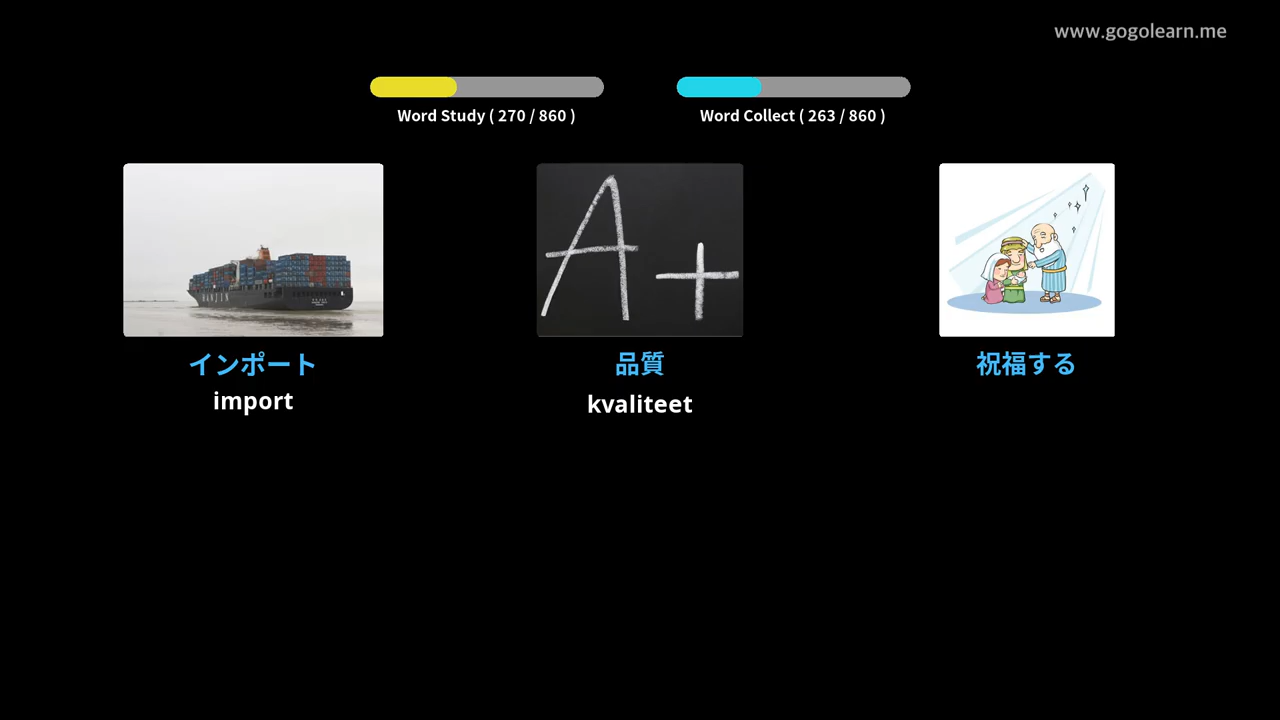 www.gogolearn.me
Word Study ( 270 / 860 )
Word Collect ( 263 / 860 )
HANJIN
A+
インポート
品質
祝福する
import
kvaliteet